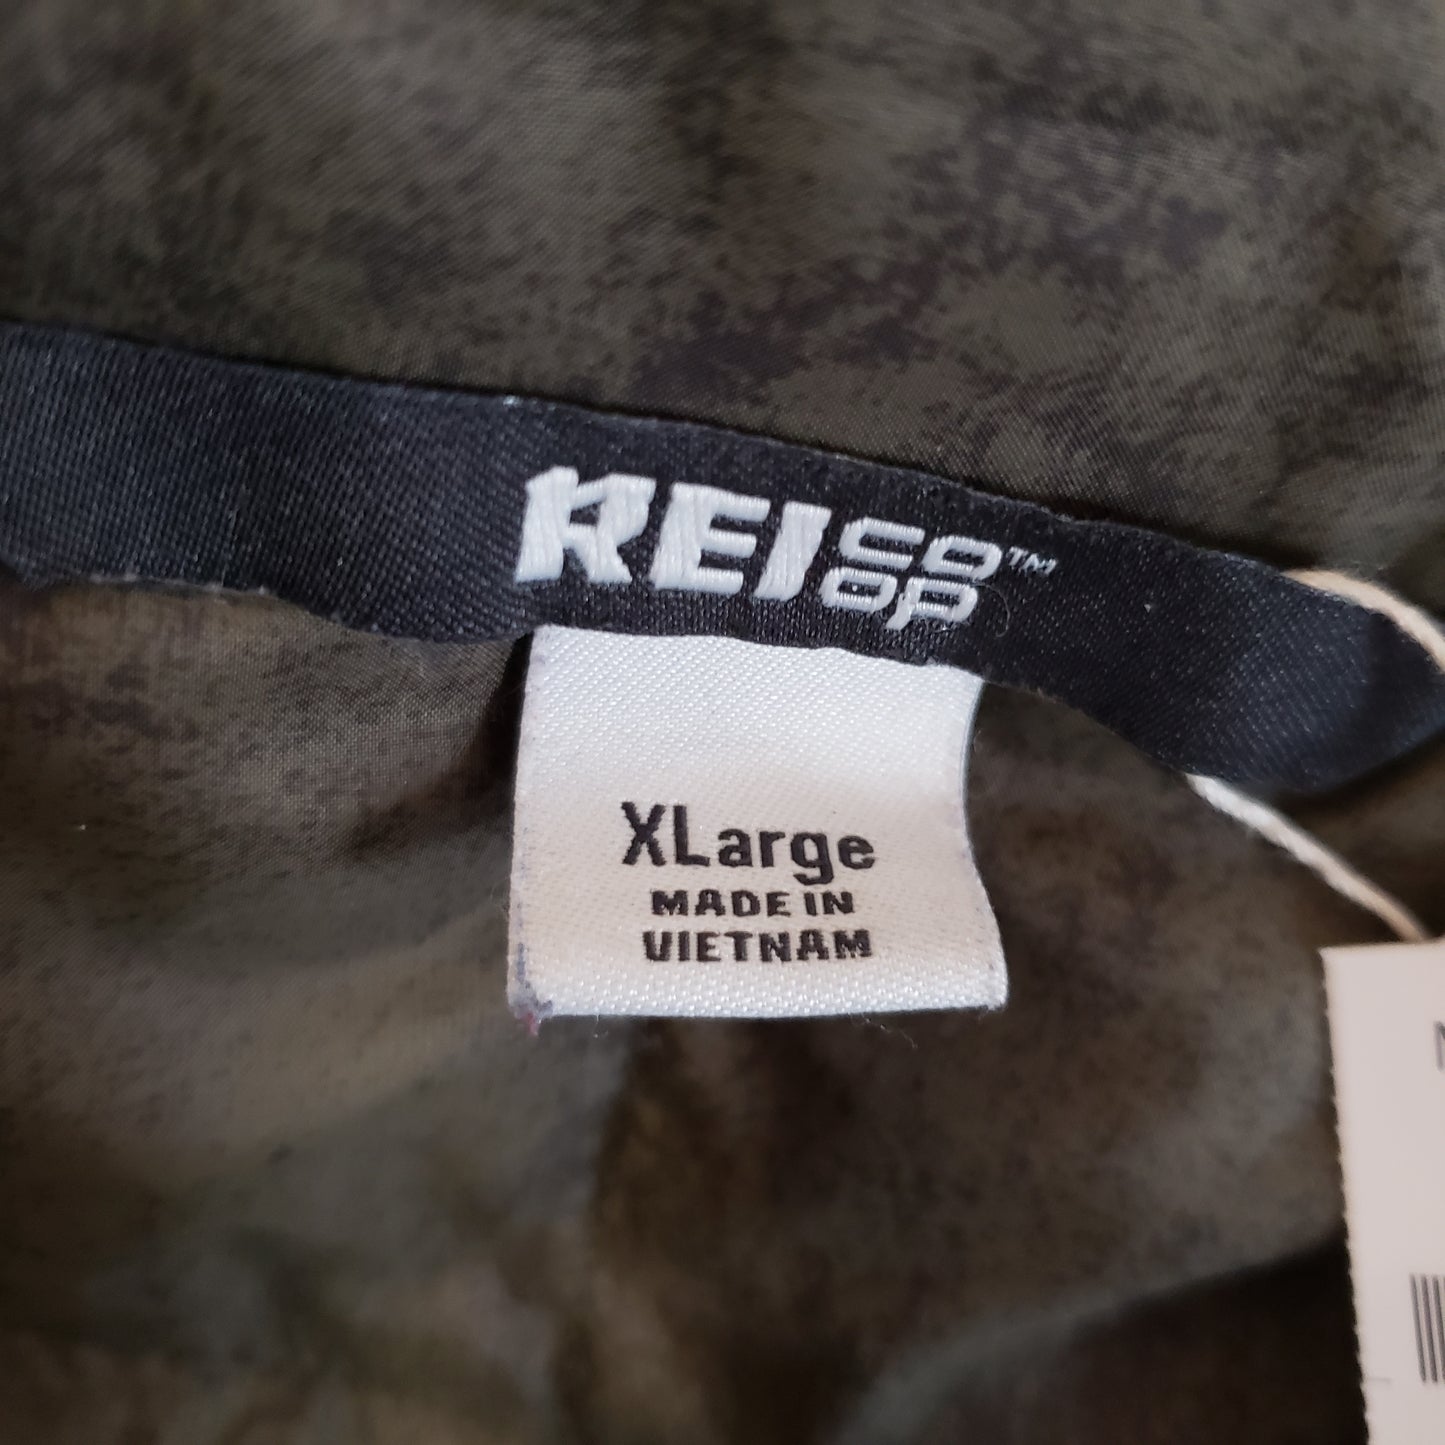 REI CO OP™
XLarge
MADE IN
VIETNAM